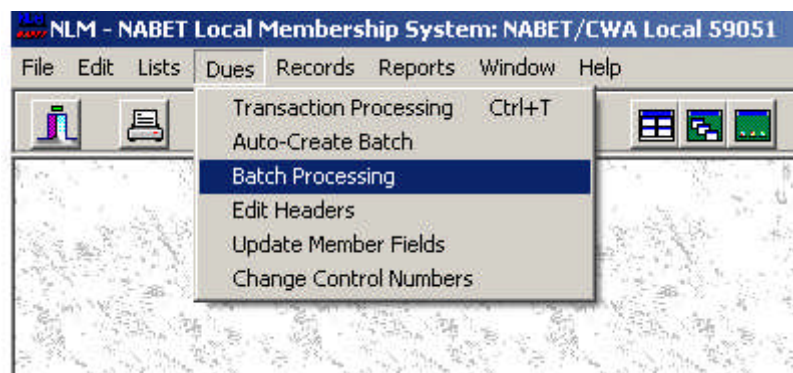 NLM - NABET Local Membership System: NABET/CWA Local 59051
File Edit Lists Dues Records Reports Window Help
Transaction Processing Ctrl+T
Auto-Create Batch
Batch Processing
Edit Headers
Update Member Fields
Change Control Numbers